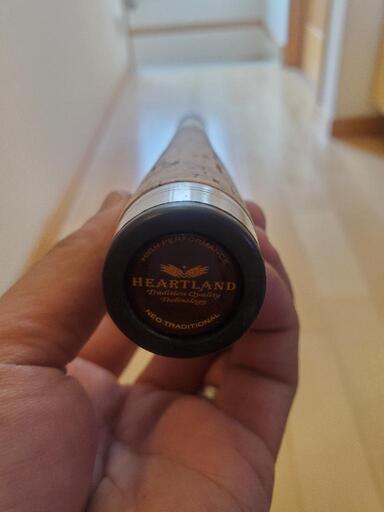 HIGH PERFORMANCE
HEARTLAND
Tradition Quality
Technology
NEO TRADITIONAL